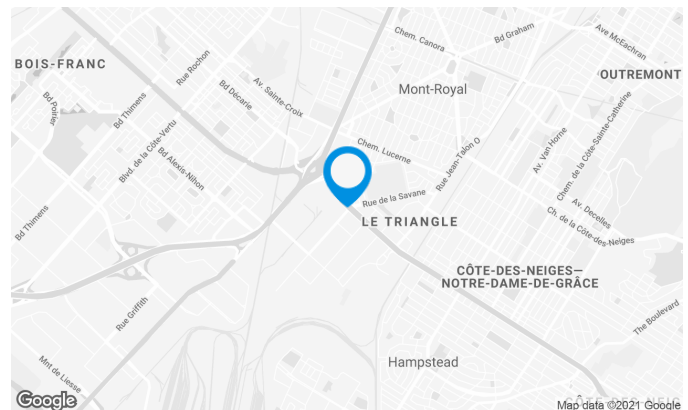 Chem. Canora
Bd Graham
Av. McEachran
BOIS-FRANC
Rue Rochon
OUTREMONT
Bd Décarie
Av. Sainte-Croix
Mont-Royal
Bd Poirier
Bd Thimens
Blvd. de la Côte-Vertu
Bd Alexis-Nihon
Chem. Lucerne
Rue Jean-Talon O
Av. Van Horne
Chem. de la Côte-Sainte-Catherine
Rue de la Savane
Av. Decelles
LE TRIANGLE
Ch. de la Côte-des-Neiges
Bd Thimens
CÔTE-DES-NEIGES—
NOTRE-DAME-DE-GRÂCE
Rue Griffith
The Boulevard
Mnt de Liesse
Hampstead
CÔTE-DES-NEIG
Google
Map data ©2021 Google